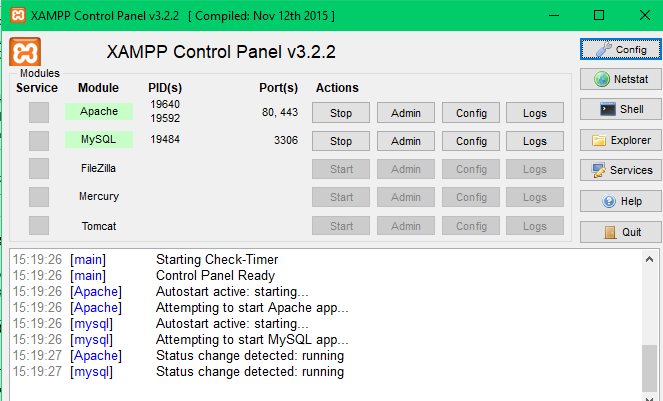 XAMPP Control Panel v3.2.2 [ Compiled: Nov 12th 2015 ]
XAMPP Control Panel v3.2.2
Config
Modules
Service Module PID(s) Port(s) Actions
Netstat
Apache 19640 19592 80, 443 Stop Admin Config Logs
Shell
MySQL 19484 3306 Stop Admin Config Logs
Explorer
FileZilla Start Admin Config Logs
Services
Mercury Start Admin Config Logs
Help
Tomcat Start Admin Config Logs
Quit
15:19:26 [main] Starting Check-Timer
15:19:26 [main] Control Panel Ready
15:19:26 [Apache] Autostart active: starting...
15:19:26 [Apache] Attempting to start Apache app...
15:19:26 [mysql] Autostart active: starting...
15:19:26 [mysql] Attempting to start MySQL app...
15:19:27 [Apache] Status change detected: running
15:19:27 [mysql] Status change detected: running